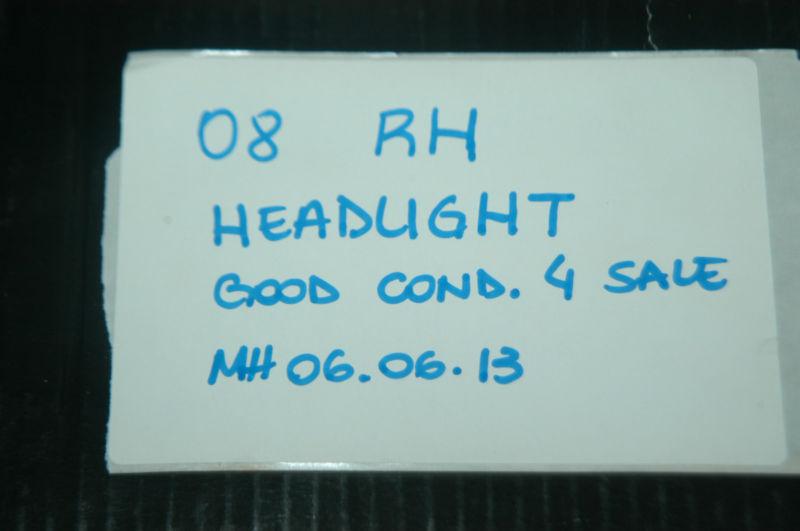 08 RH
HEADLIGHT
GOOD COND. 4 SALE
MH 06.06.13